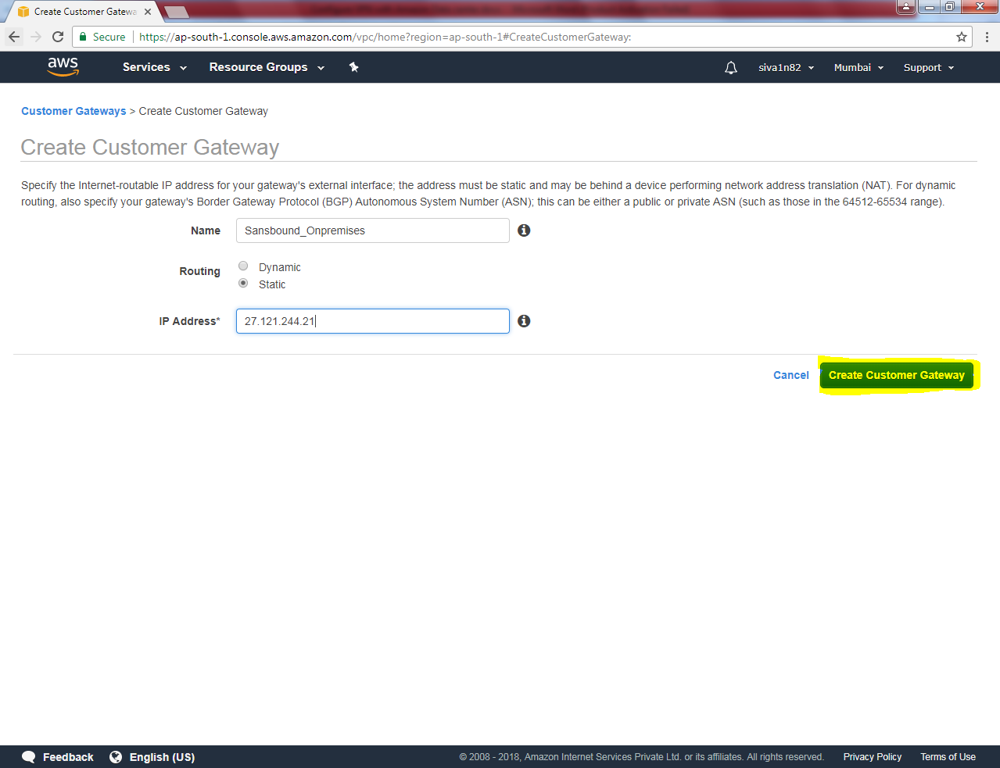 Create Customer Gatewa
Secure
https://ap-south-1.console.aws.amazon.com/vpc/home?region=ap-south-1#CreateCustomerGateway:
aws Services Resource Groups siva1n82 Mumbai Support
Customer Gateways > Create Customer Gateway
Create Customer Gateway
Specify the Internet-routable IP address for your gateway's external interface; the address must be static and may be behind a device performing network address translation (NAT). For dynamic
routing, also specify your gateway's Border Gateway Protocol (BGP) Autonomous System Number (ASN); this can be either a public or private ASN (such as those in the 64512-65534 range).
Name Sansbound_Onpremises
Routing Dynamic
Static
IP Address* 27.121.244.21
Cancel Create Customer Gateway
Feedback English (US) © 2008 - 2018, Amazon Internet Services Private Ltd. or its affiliates. All rights reserved. Privacy Policy Terms of Use